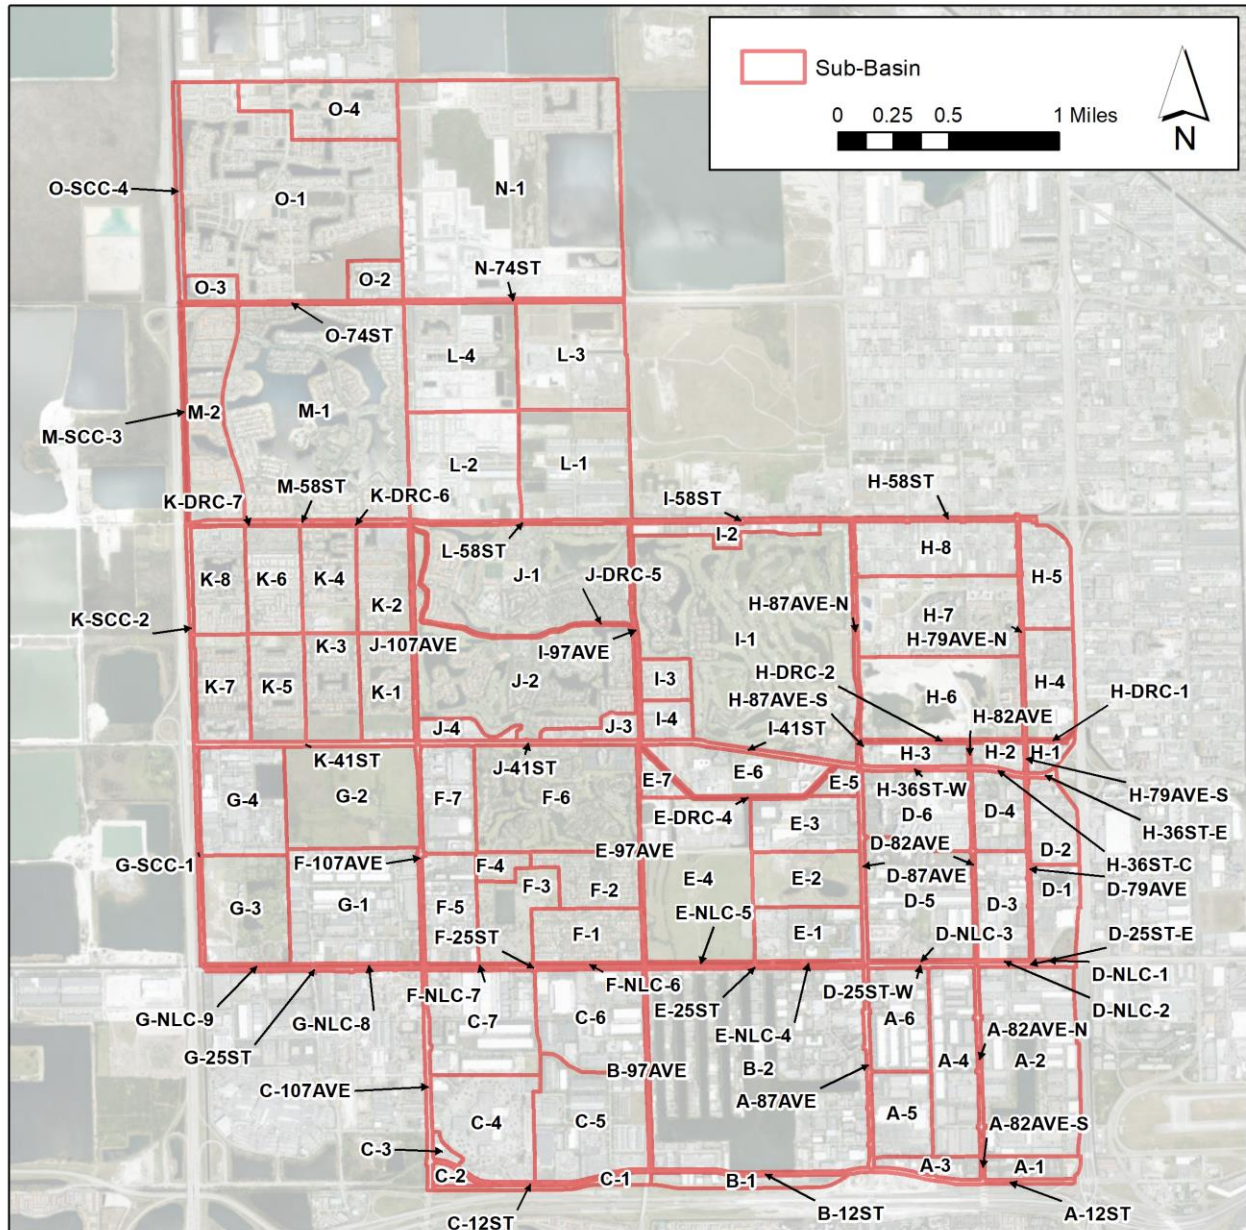 Sub-Basin
0 0.25 0.5 1 Miles
N
O-4
O-SCC-4
N-1
O-1
N-74ST
O-2
O-3
O-74ST
L-4
L-3
M-2
M-1
M-SCC-3
L-2
L-1
K-DRC-7
M-58ST
K-DRC-6
I-58ST
H-58ST
L-58ST
I-2
H-8
K-8
K-6
K-4
J-1
J-DRC-5
H-5
K-2
H-87AVE-N
H-7
K-SCC-2
K-3
J-107AVE
I-97AVE
I-1
H-79AVE-N
H-DRC-2
K-7
K-5
K-1
J-2
I-3
H-6
H-4
H-DRC-1
H-87AVE-S
I-4
J-4
J-3
I-41ST
H-82AVE
K-41ST
J-41ST
H-3
H-2
H-1
E-7
E-6
E-5
H-36ST-W
H-79AVE-S
G-4
G-2
F-7
F-6
E-DRC-4
D-6
D-4
H-36ST-E
E-3
D-82AVE
D-2
H-36ST-C
G-SCC-1
F-107AVE
E-97AVE
D-87AVE
D-79AVE
F-4
F-3
F-2
E-4
E-2
D-5
D-1
G-3
G-1
F-5
E-NLC-5
D-3
F-25ST
F-1
E-1
D-NLC-3
D-25ST-E
D-NLC-1
F-NLC-7
F-NLC-6
E-25ST
D-25ST-W
D-NLC-2
G-NLC-9
G-NLC-8
C-7
C-6
E-NLC-4
A-6
A-82AVE-N
G-25ST
A-4
A-2
B-97AVE
B-2
C-107AVE
A-87AVE
C-4
C-5
A-5
A-82AVE-S
C-3
C-2
C-1
B-1
A-3
A-1
C-12ST
B-12ST
A-12ST